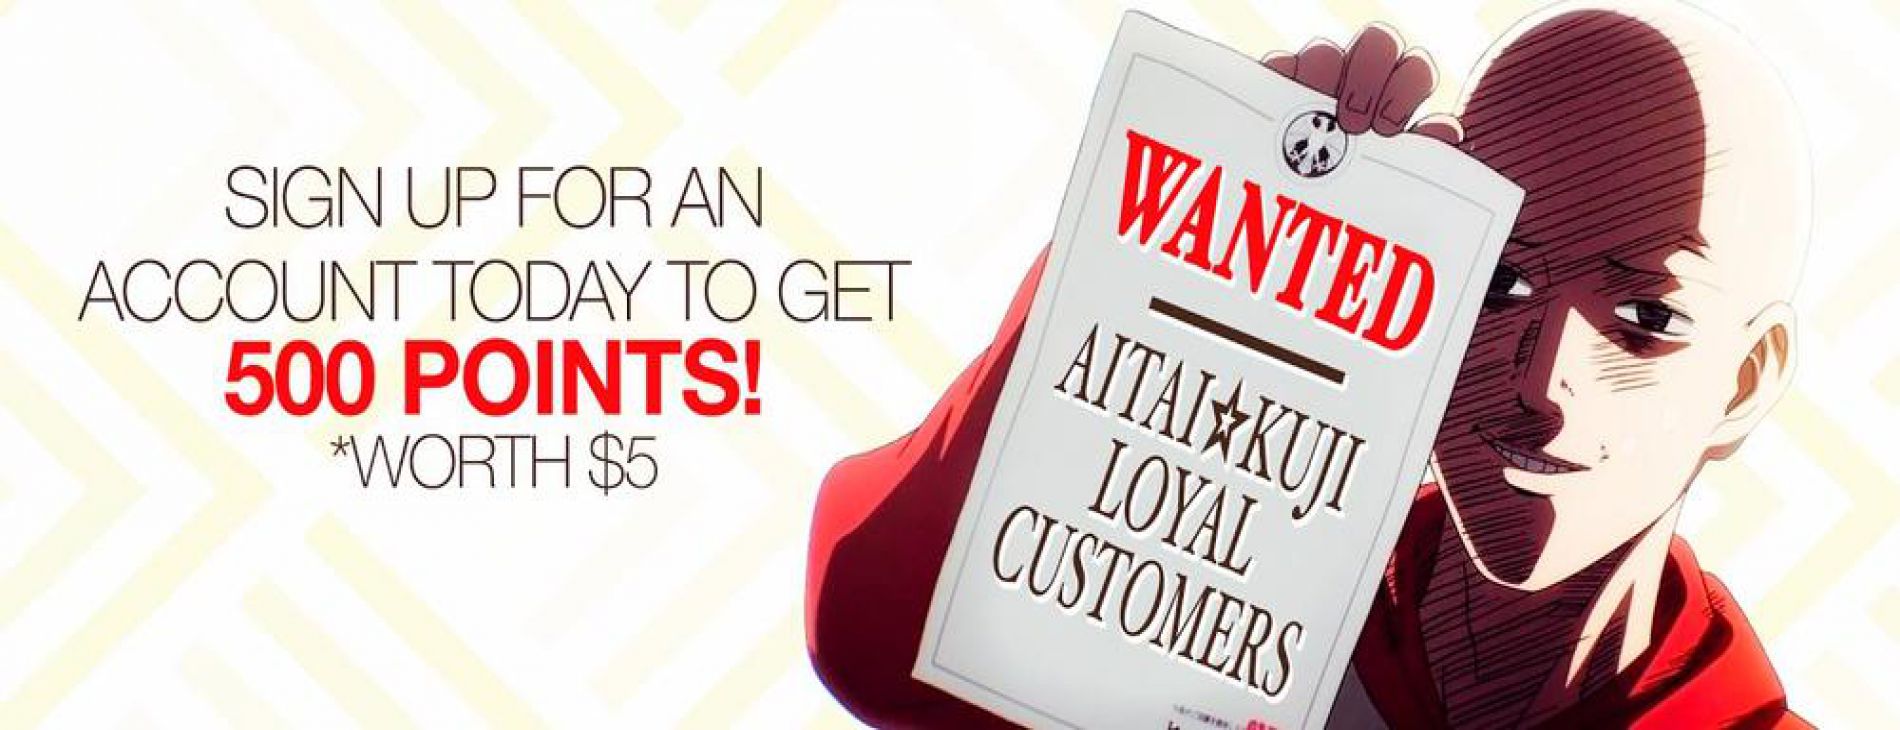 SIGN UP FOR AN
ACCOUNT TODAY TO GET
500 POINTS!
*WORTH $5
WANTED
AITAI☆KUJI
LOYAL
CUSTOMERS